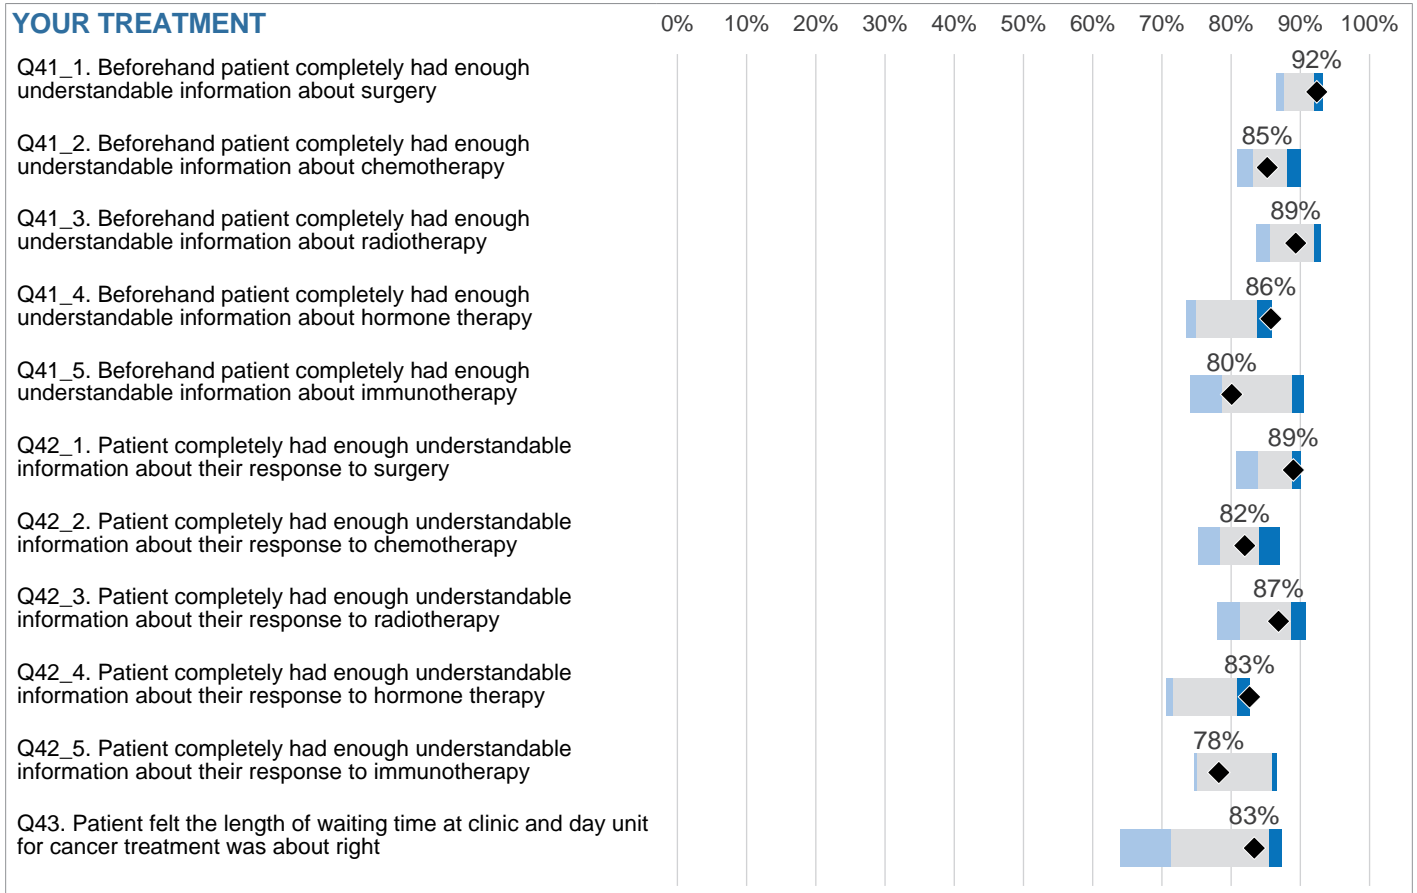 YOUR TREATMENT 0% 10% 20% 30% 40% 50% 60% 70% 80% 90% 100%
Q41_1. Beforehand patient completely had enough
understandable information about surgery
92%
Q41_2. Beforehand patient completely had enough
understandable information about chemotherapy
85%
Q41_3. Beforehand patient completely had enough
understandable information about radiotherapy
89%
Q41_4. Beforehand patient completely had enough
understandable information about hormone therapy
86%
Q41_5. Beforehand patient completely had enough
understandable information about immunotherapy
80%
Q42_1. Patient completely had enough understandable
information about their response to surgery
89%
Q42_2. Patient completely had enough understandable
information about their response to chemotherapy
82%
Q42_3. Patient completely had enough understandable
information about their response to radiotherapy
87%
Q42_4. Patient completely had enough understandable
information about their response to hormone therapy
83%
Q42_5. Patient completely had enough understandable
information about their response to immunotherapy
78%
Q43. Patient felt the length of waiting time at clinic and day unit
for cancer treatment was about right
83%